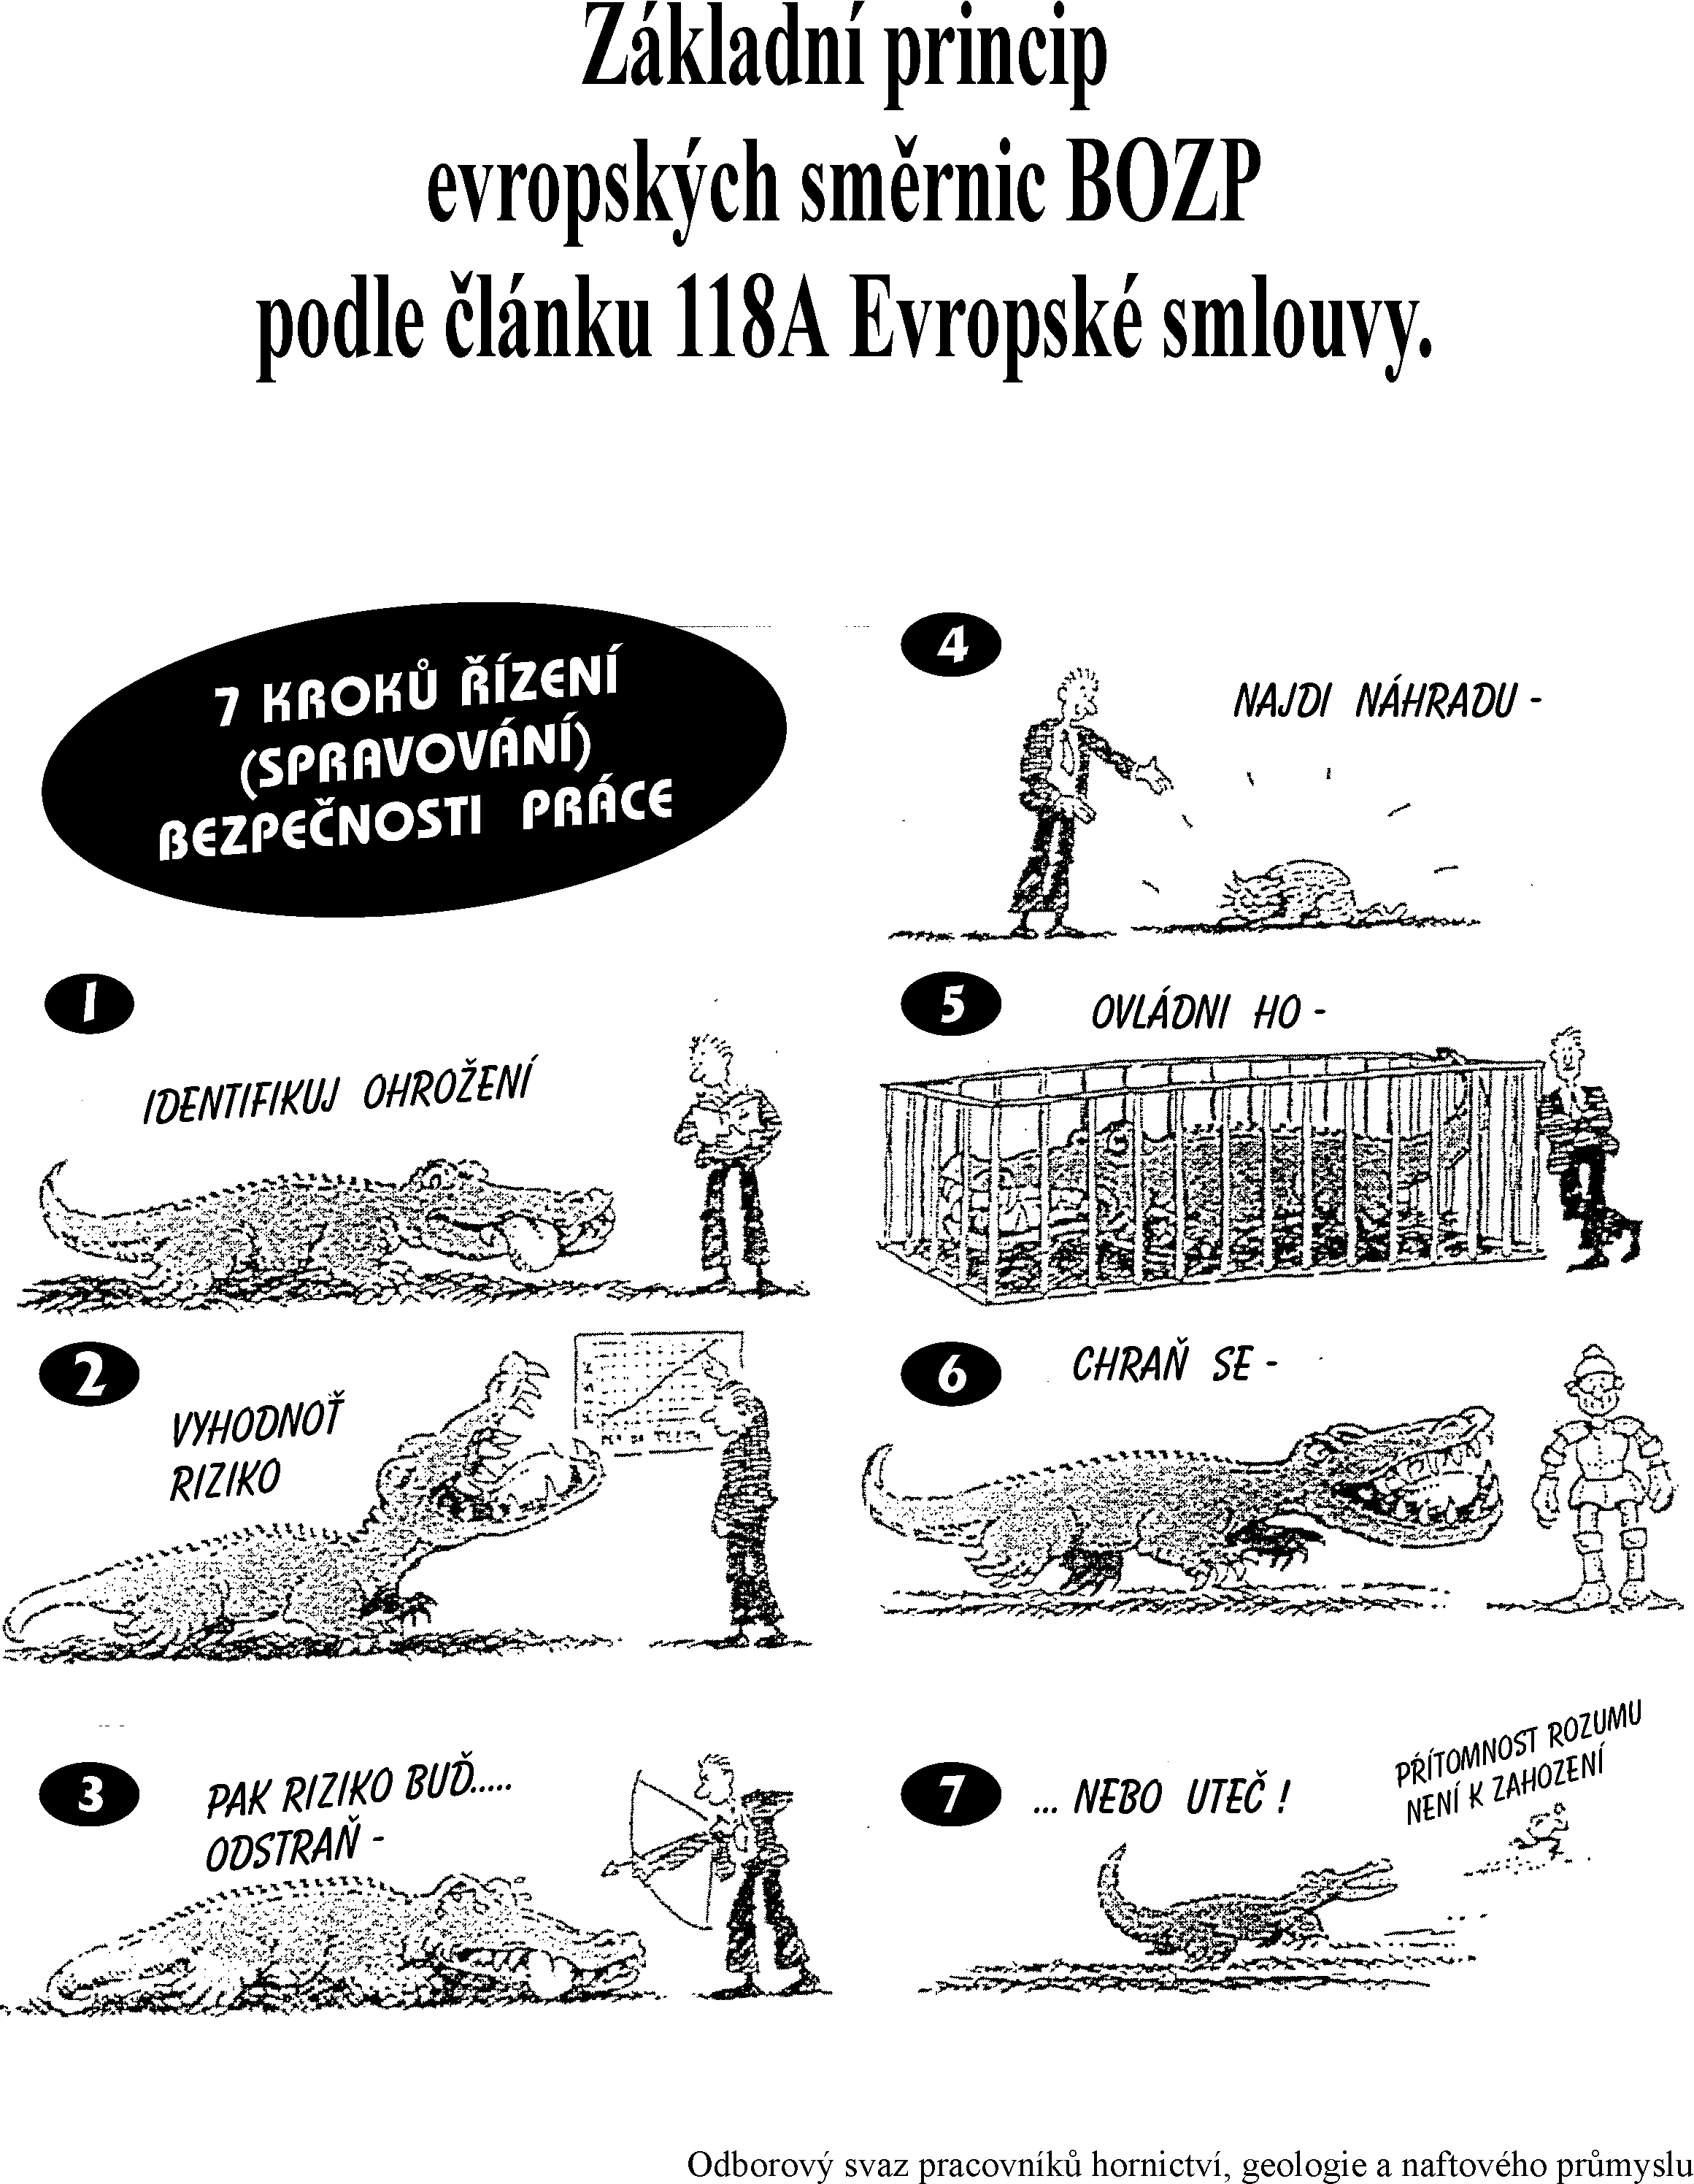 Základní princip
evropských směrnic BOZP
podle článku 118A Evropské smlouvy.
7 KROKŮ ŘÍZENÍ
(SPRAVOVÁNÍ)
BEZPEČNOSTI PRÁCE
1
IDENTIFIKUJ OHROŽENÍ
2
VYHODNOŤ
RIZIKO
3
PAK RIZIKO BUĎ.....
ODSTRAŇ -
4
NAJDI NÁHRADU -
5
OVLÁDNI HO -
6
CHRAŇ SE -
7
... NEBO UTEČ !
PŘÍTOMNOST ROZUMU
NENÍ K ZAHOZENÍ
Odborový svaz pracovníků hornictví, geologie a naftového průmyslu